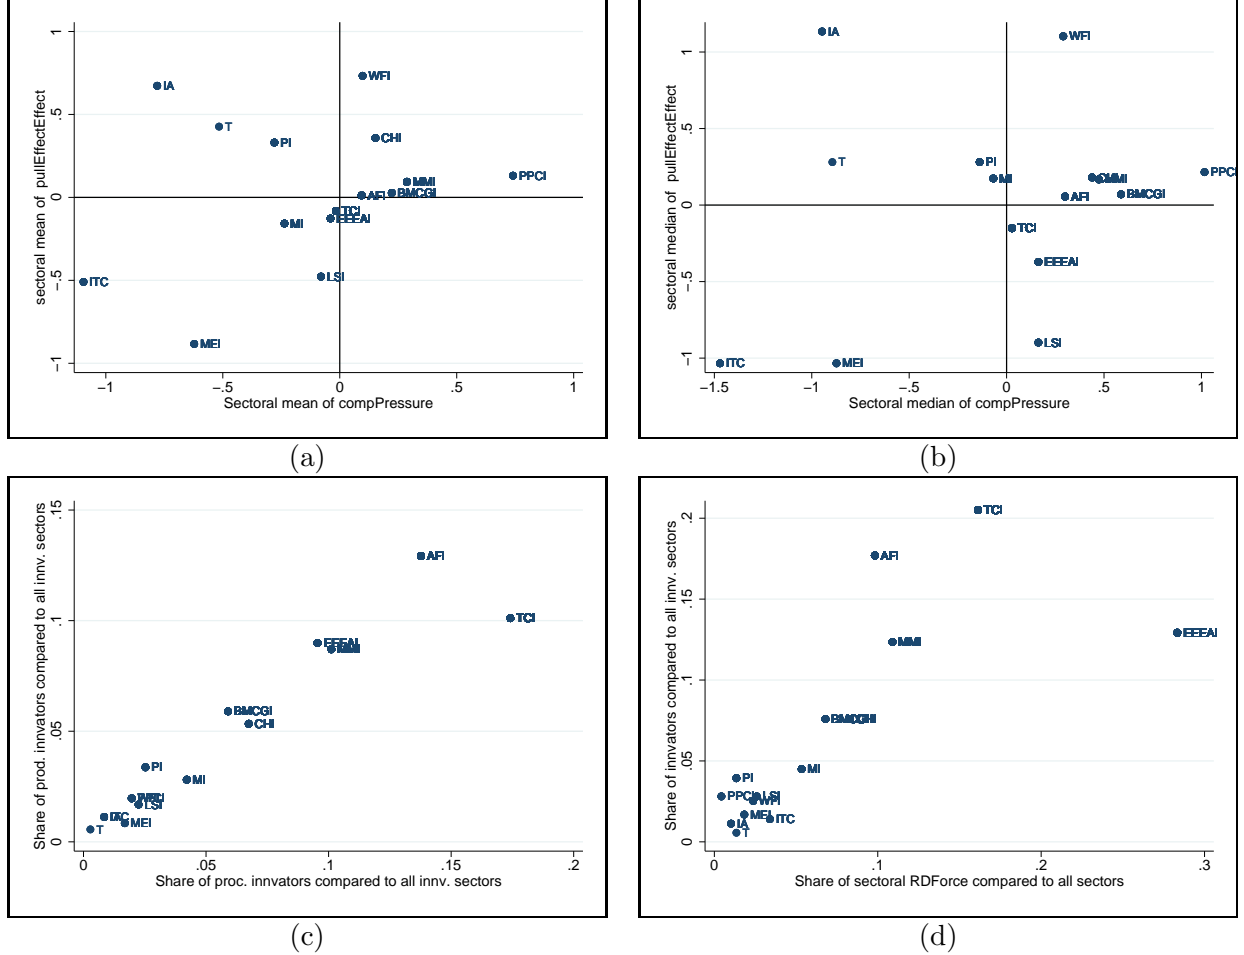 1
.5
0
−.5
−1
sectoral mean of pullEffectEffect
IA
T
PI
WFI
CHI
MMI
PPCI
AFI
BMCGI
TCI
EEEAI
MI
LSI
ITC
MEI
−1
−.5
0
.5
1
Sectoral mean of compPressure
(a)
1
.5
0
−.5
−1
sectoral median of pullEffectEffect
IA
WFI
T
PI
MI
CHI
MMI
PPCI
AFI
BMCGI
TCI
EEEAI
LSI
ITC
MEI
−1.5
−1
−.5
0
.5
1
Sectoral median of compPressure
(b)
.15
.1
.05
0
Share of prod. innvators compared to all innv. sectors
AFI
TCI
EEEAI
MMI
BMCGI
CHI
PI
MI
LSI
ITC
MEI
T
0
.05
.1
.15
.2
Share of proc. innvators compared to all innv. sectors
(c)
.2
.15
.1
.05
0
Share of innvators compared to all innv. sectors
TCI
AFI
EEEAI
MMI
BMCGI
CHI
MI
PI
PPCI
LSI
WFI
MEI
ITC
IA
T
0
.1
.2
.3
Share of sectoral RDForce compared to all sectors
(d)